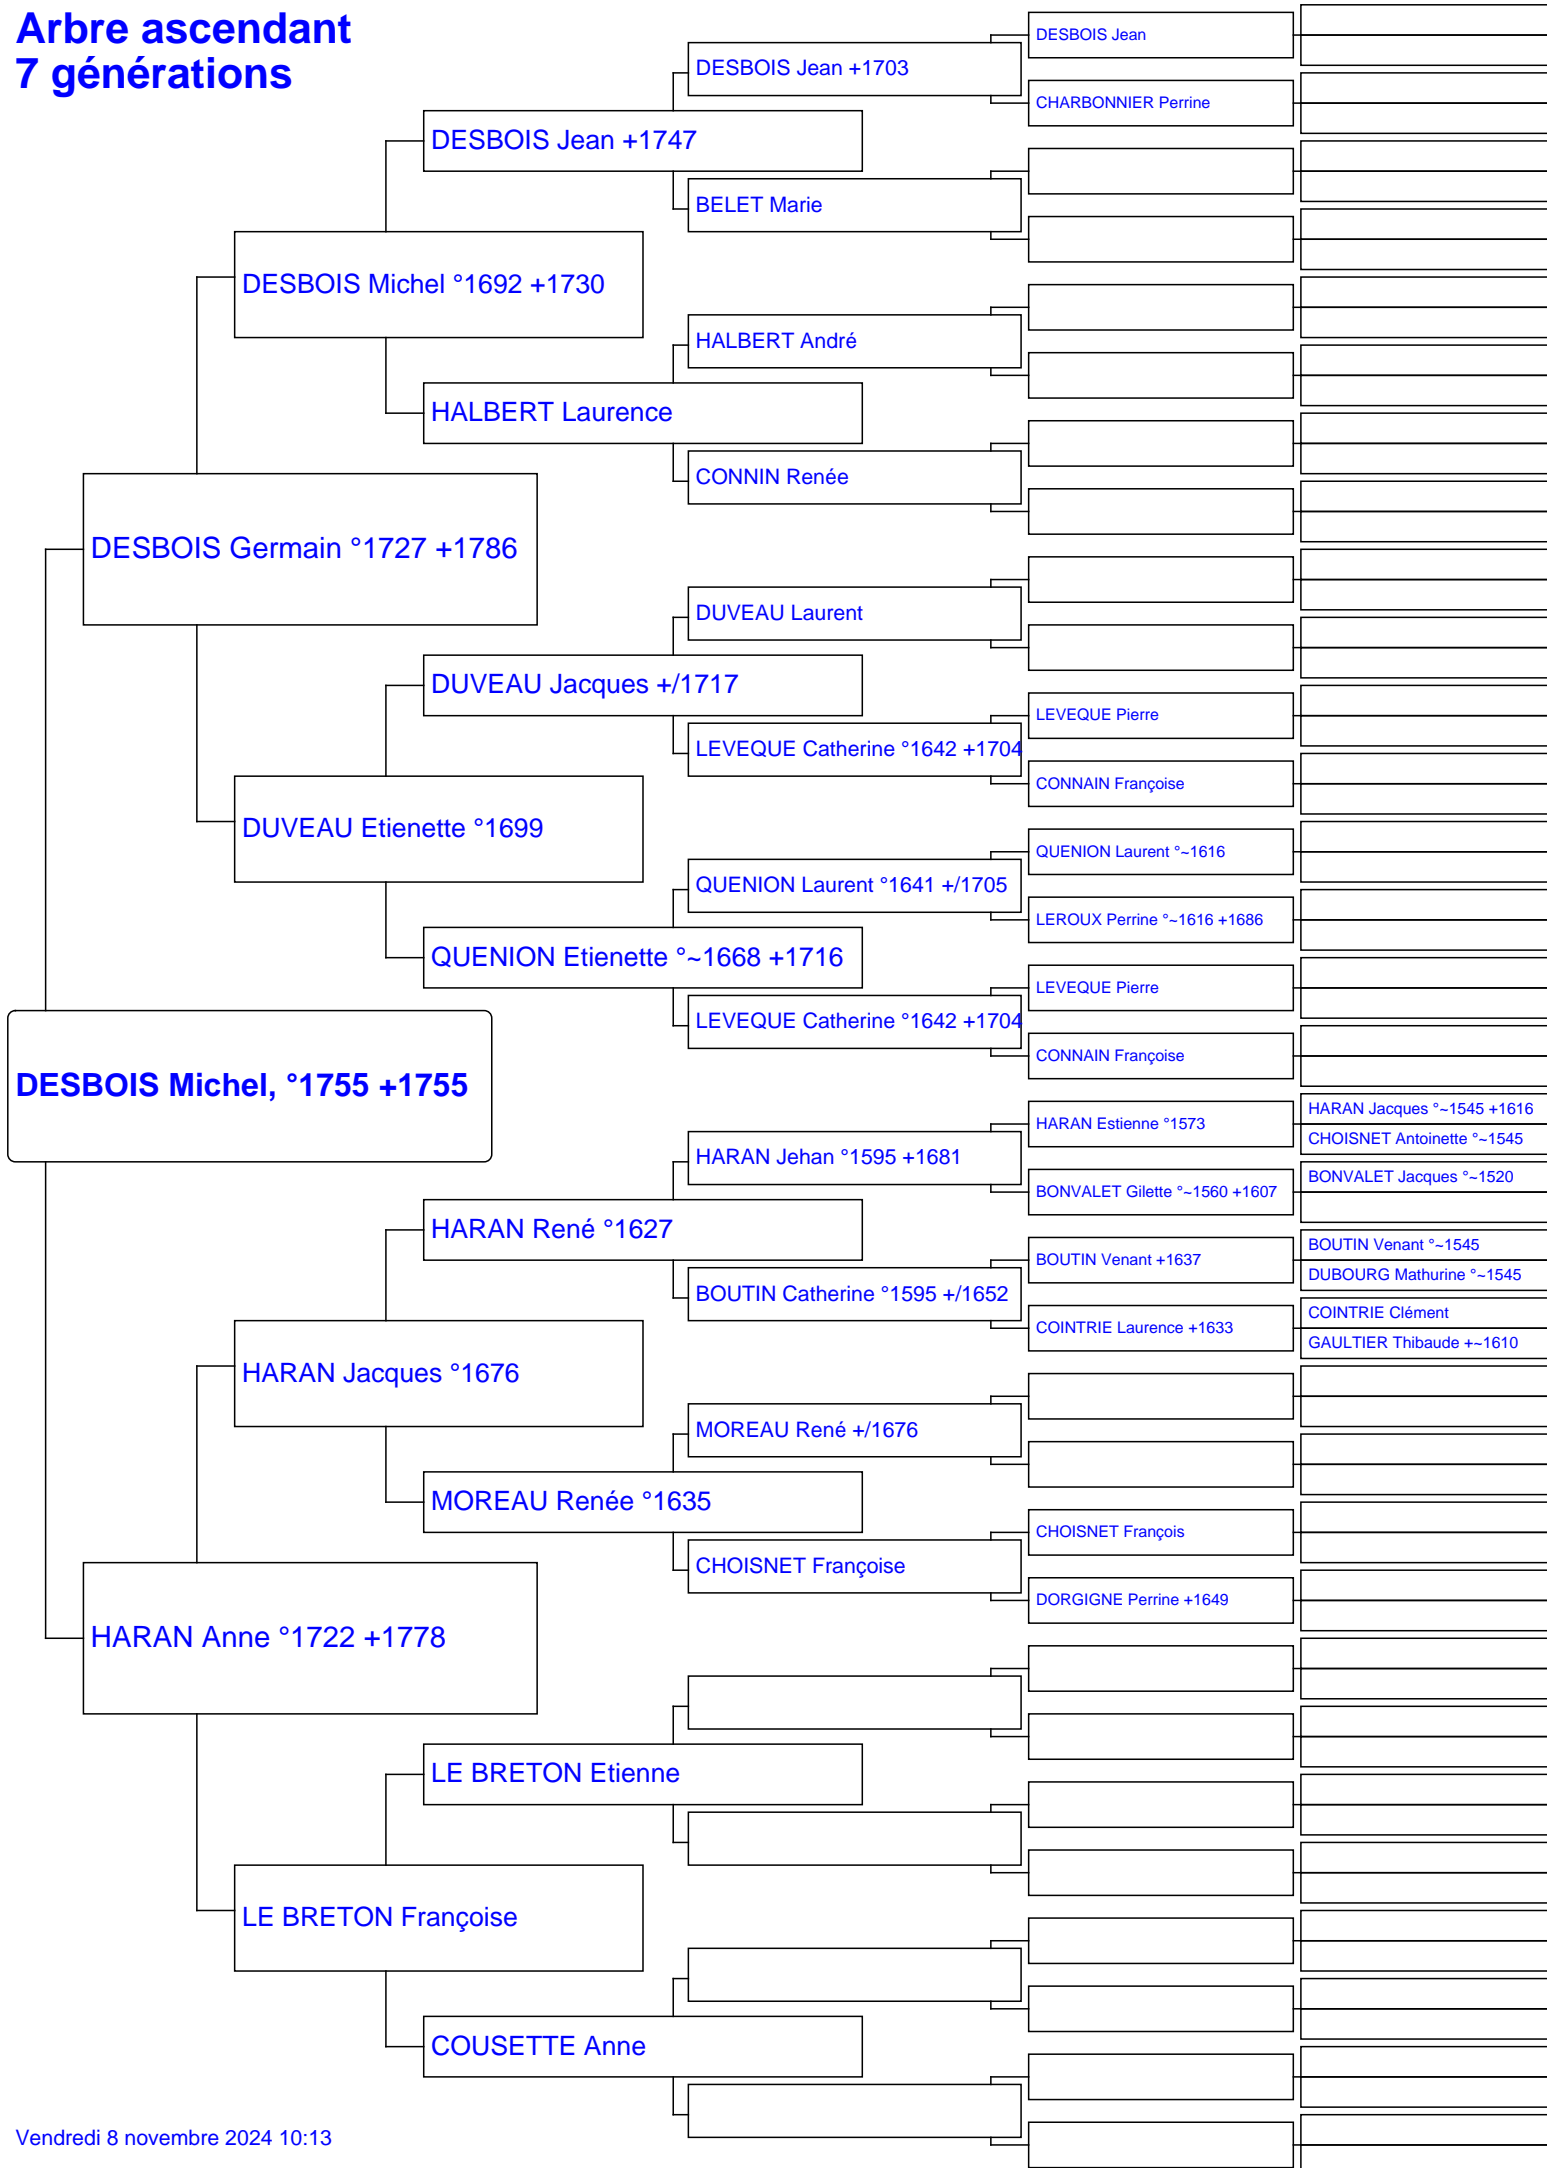 Arbre ascendant
7 générations
DESBOIS Jean
DESBOIS Jean +1703
CHARBONNIER Perrine
DESBOIS Jean +1747
BELET Marie
DESBOIS Michel °1692 +1730
HALBERT André
HALBERT Laurence
CONNIN Renée
DESBOIS Germain °1727 +1786
DUVEAU Laurent
DUVEAU Jacques +/1717
LEVEQUE Pierre
LEVEQUE Catherine °1642 +1704
CONNAIN Françoise
DUVEAU Etienette °1699
QUENION Laurent °~1616
QUENION Laurent °1641 +/1705
LEROUX Perrine °~1616 +1686
QUENION Etienette °~1668 +1716
LEVEQUE Pierre
LEVEQUE Catherine °1642 +1704
CONNAIN Françoise
DESBOIS Michel, °1755 +1755
HARAN Jacques °~1545 +1616
HARAN Estienne °1573
CHOISNET Antoinette °~1545
HARAN Jehan °1595 +1681
BONVALET Jacques °~1520
BONVALET Gilette °~1560 +1607
HARAN René °1627
BOUTIN Venant °~1545
BOUTIN Venant +1637
DUBOURG Mathurine °~1545
BOUTIN Catherine °1595 +/1652
COINTRIE Clément
COINTRIE Laurence +1633
GAULTIER Thibaude +~1610
HARAN Jacques °1676
MOREAU René +/1676
MOREAU Renée °1635
CHOISNET François
CHOISNET Françoise
DORGIGNE Perrine +1649
HARAN Anne °1722 +1778
LE BRETON Etienne
LE BRETON Françoise
COUSETTE Anne
Vendredi 8 novembre 2024 10:13